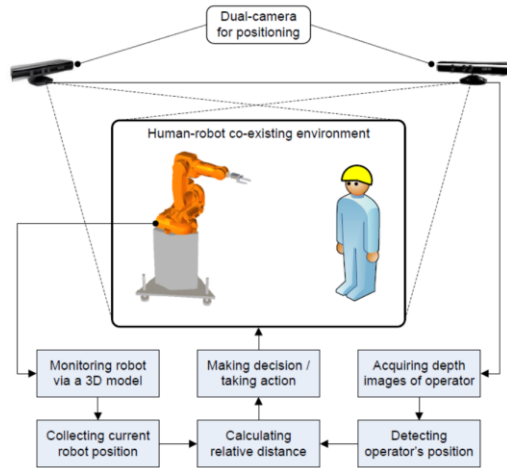 Dual-camera
for positioning
Human-robot co-existing environment
Monitoring robot
via a 3D model
Making decision /
taking action
Acquiring depth
images of operator
Collecting current
robot position
Calculating
relative distance
Detecting
operator's position